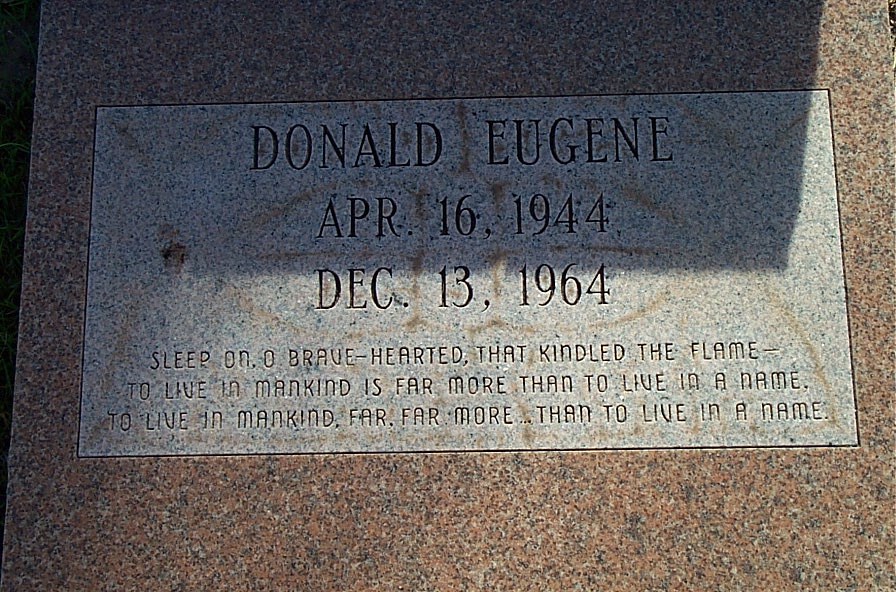 DONALD EUGENE
APR. 16, 1944
DEC. 13, 1964
SLEEP ON, O BRAVE-HEARTED, THAT KINDLED THE FLAME—
TO LIVE IN MANKIND IS FAR MORE THAN TO LIVE IN A NAME,
TO LIVE IN MANKIND, FAR, FAR MORE...THAN TO LIVE IN A NAME.